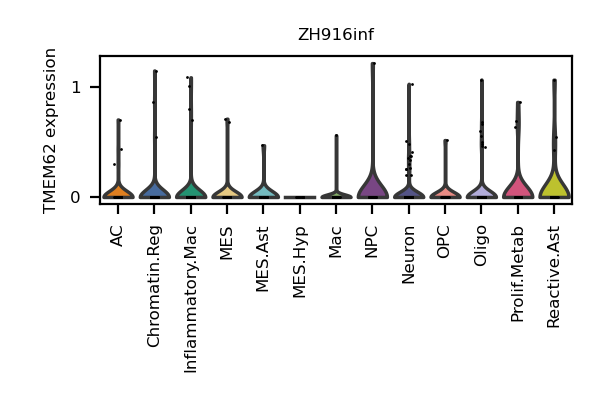 ZH916inf
TMEM62 expression
1
0
AC
Chromatin.Reg
Inflammatory.Mac
MES
MES.Ast
MES.Hyp
Mac
NPC
Neuron
OPC
Oligo
Prolif.Metab
Reactive.Ast